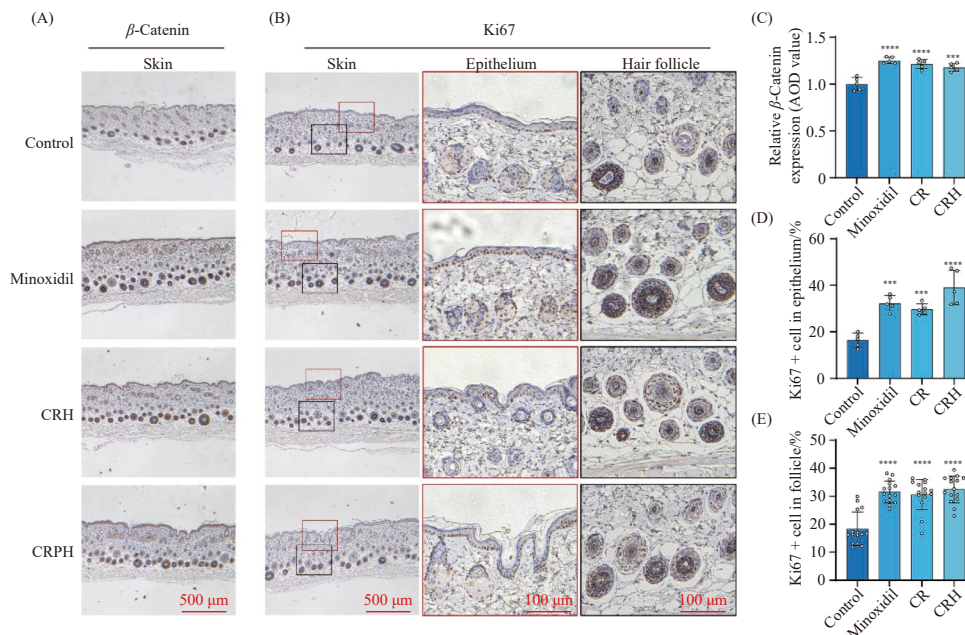 (A)
β-Catenin
Skin
Control
Minoxidil
CRH
CRPH
500 μm
(B)
Ki67
Skin
Epithelium
Hair follicle
500 μm
100 μm
100 μm
(C)
Relative β-Catenin
expression (AOD value)
1.5
1.0
0.5
0
****
****
***
Control
Minoxidil
CR
CRH
(D)
Ki67 + cell in epithelium/%
60
40
20
0
***
***
****
Control
Minoxidil
CR
CRH
(E)
Ki67 + cell in follicle/%
50
40
30
20
10
0
****
****
****
Control
Minoxidil
CR
CRH